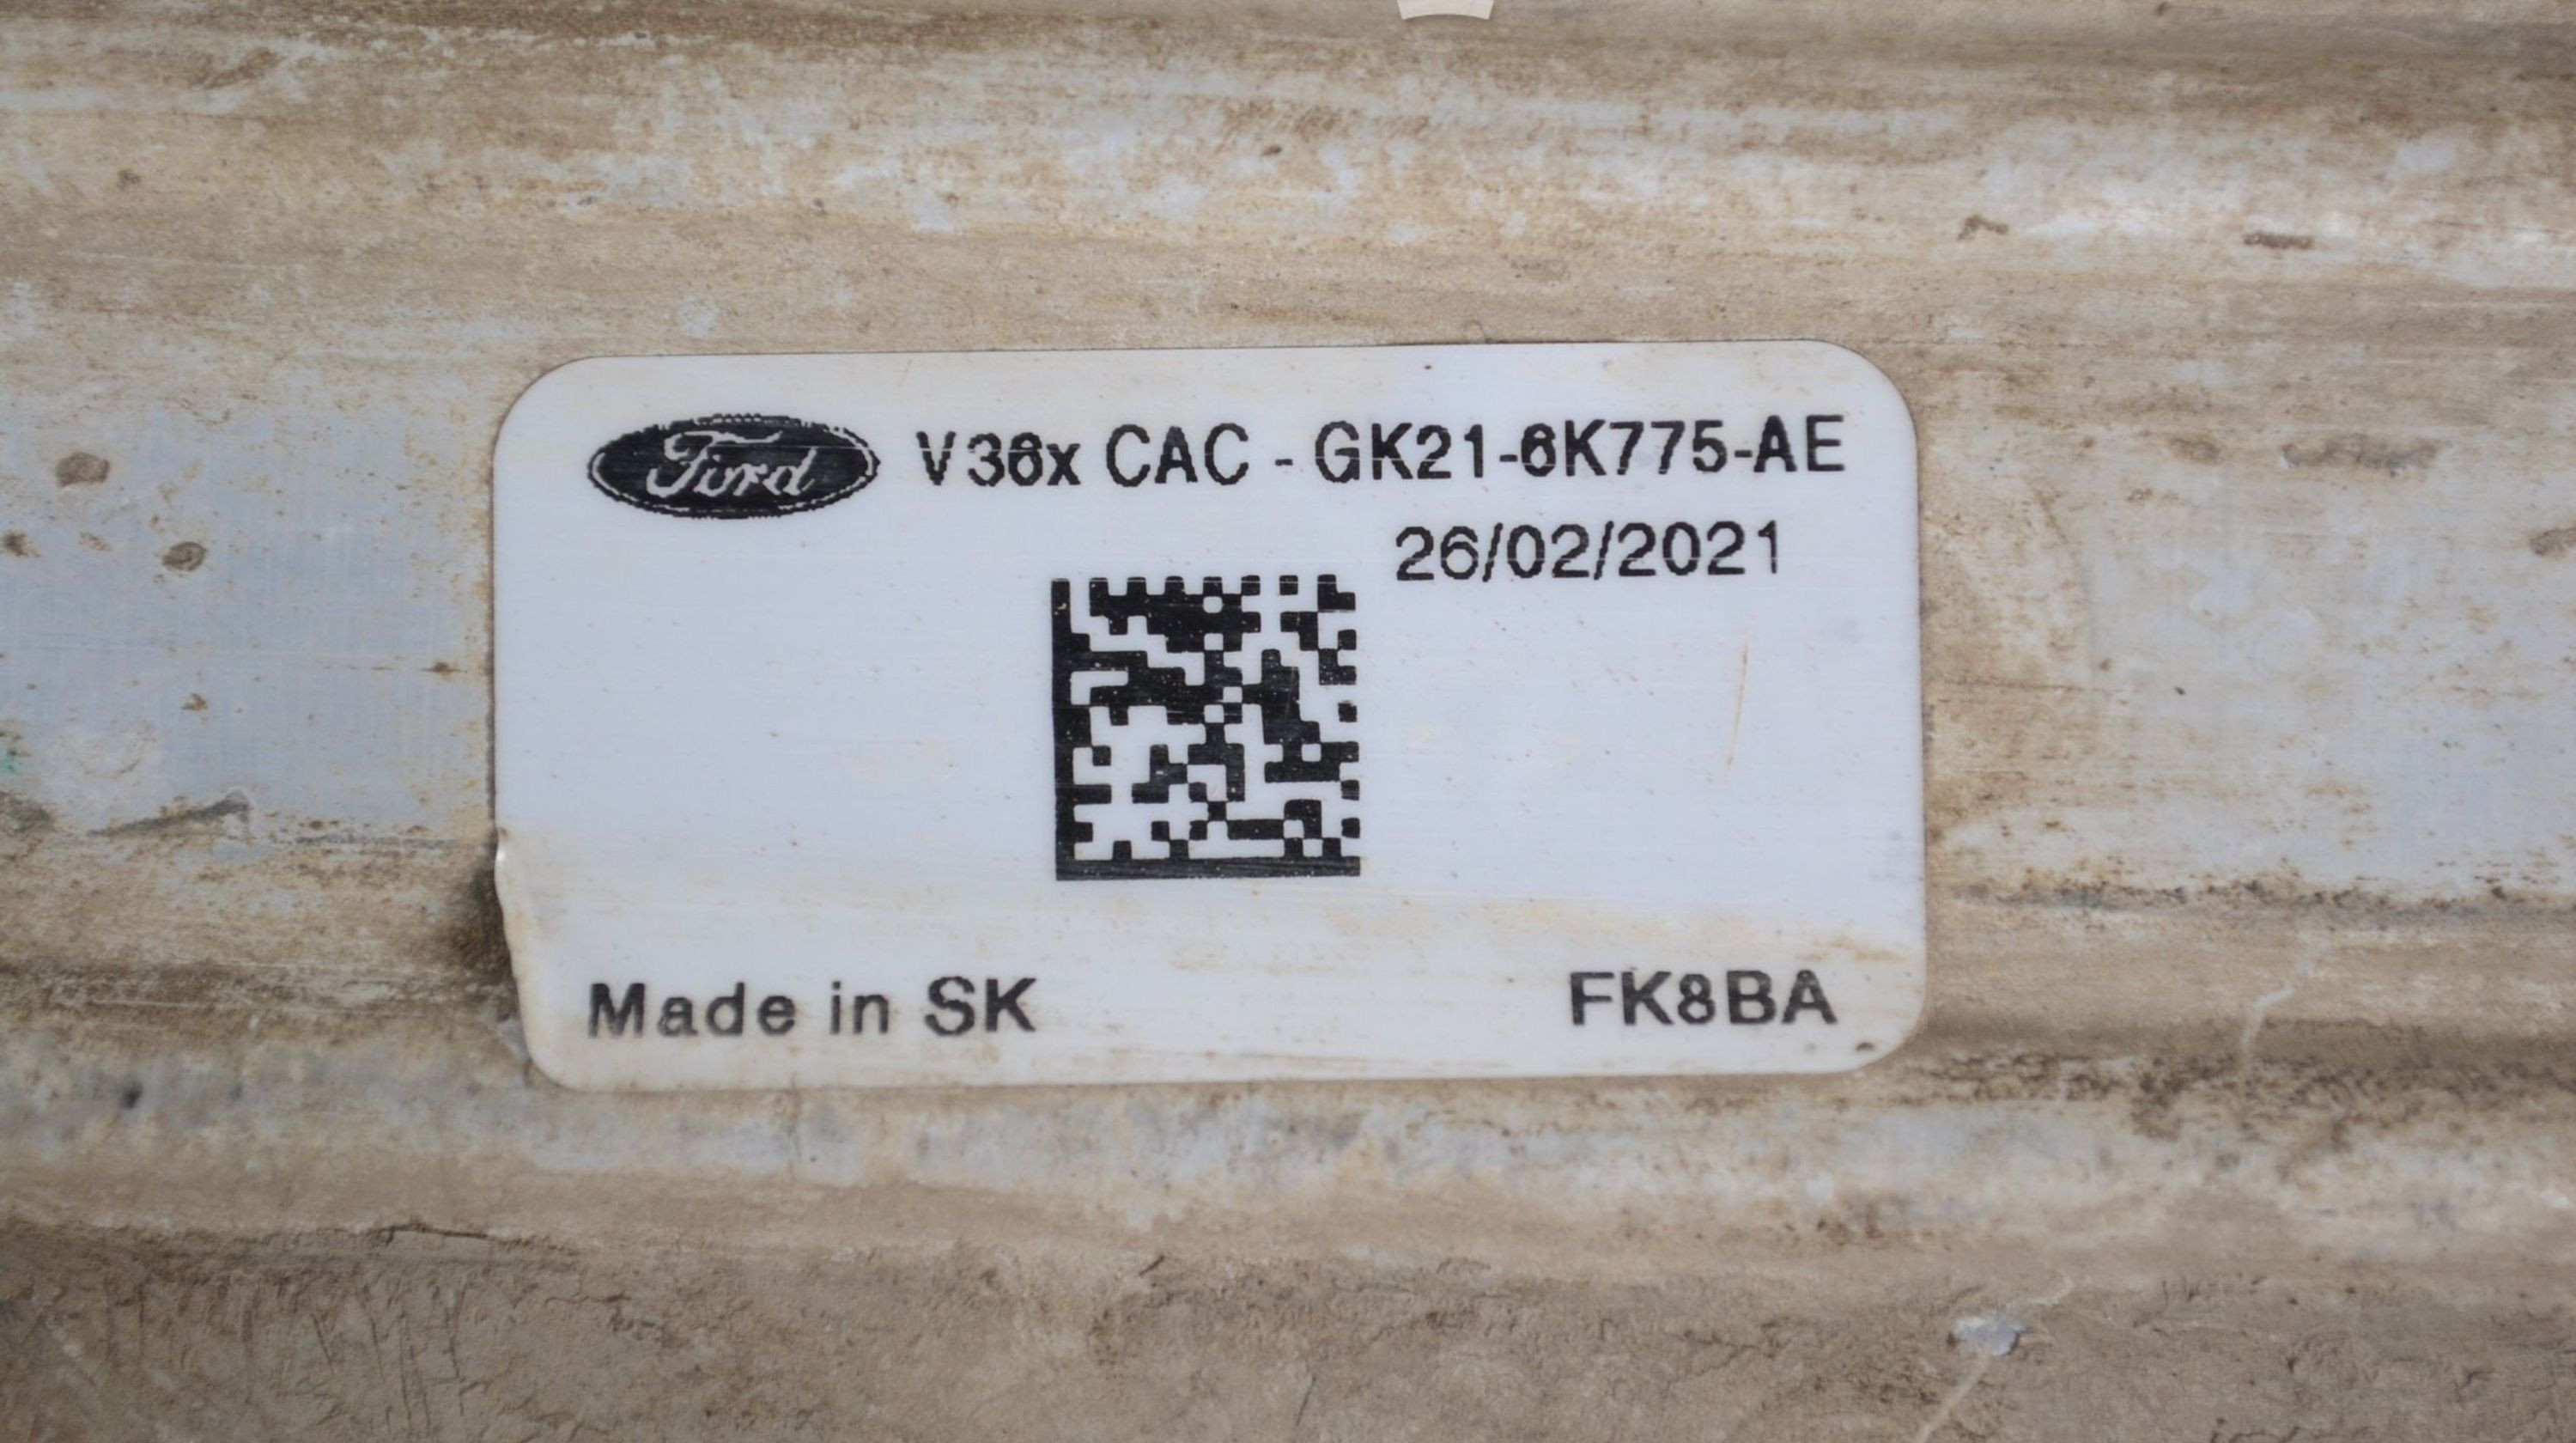 Ford V36x CAC - GK21-6K775-AE
26/02/2021
Made in SK FK8BA